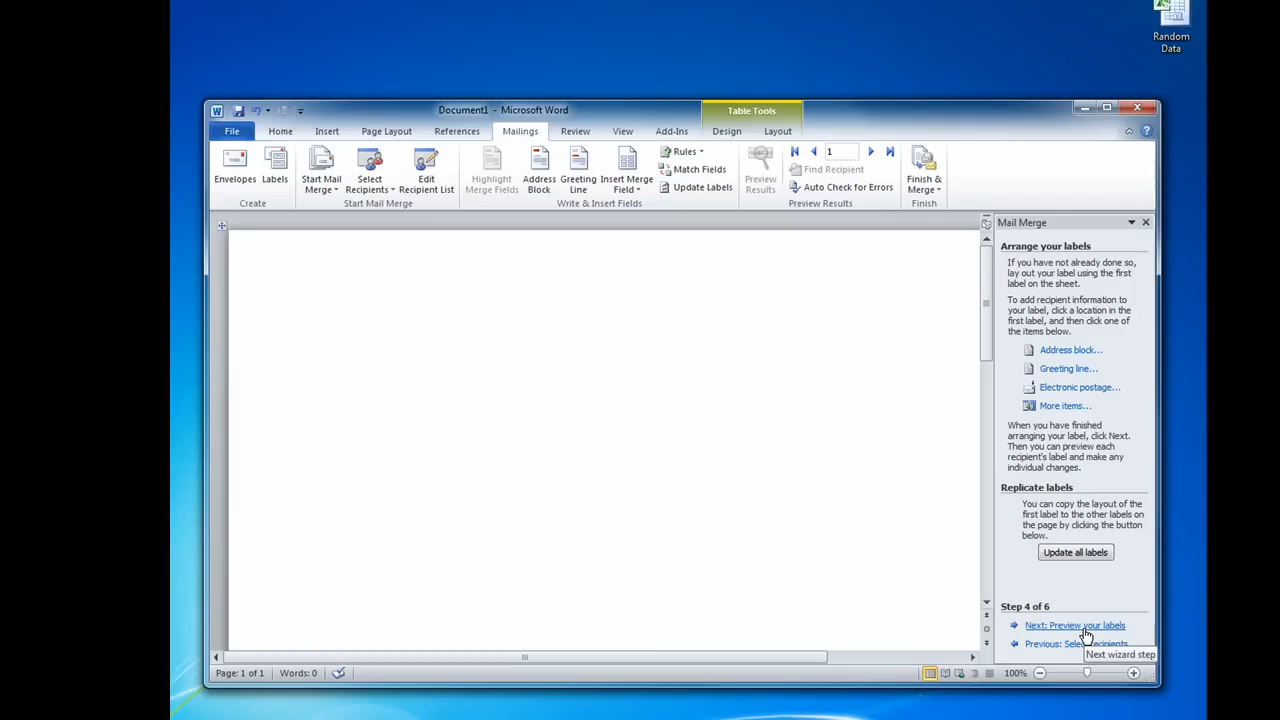 Random
Data
Document1 - Microsoft Word
Table Tools
File
Home
Insert
Page Layout
References
Mailings
Review
View
Add-Ins
Design
Layout
Envelopes
Labels
Start Mail
Merge
Select
Recipients
Edit
Recipient List
Highlight
Merge Fields
Address
Block
Greeting
Line
Insert Merge
Field
Rules
Match Fields
Update Labels
Preview
Results
1
Find Recipient
Auto Check for Errors
Finish &
Merge
Create
Start Mail Merge
Write & Insert Fields
Preview Results
Finish
Mail Merge
Arrange your labels
If you have not already done so,
lay out your label using the first
label on the sheet.
To add recipient information to
your label, click a location in the
first label, and then click one of
the items below.
Address block...
Greeting line...
Electronic postage...
More items...
When you have finished
arranging your label, click Next.
Then you can preview each
recipient's label and make any
individual changes.
Replicate labels
You can copy the layout of the
first label to the other labels on
the page by clicking the button
below.
Update all labels
Step 4 of 6
Next: Preview your labels
Previous: Select recipients
Next wizard step
Page: 1 of 1
Words: 0
100%